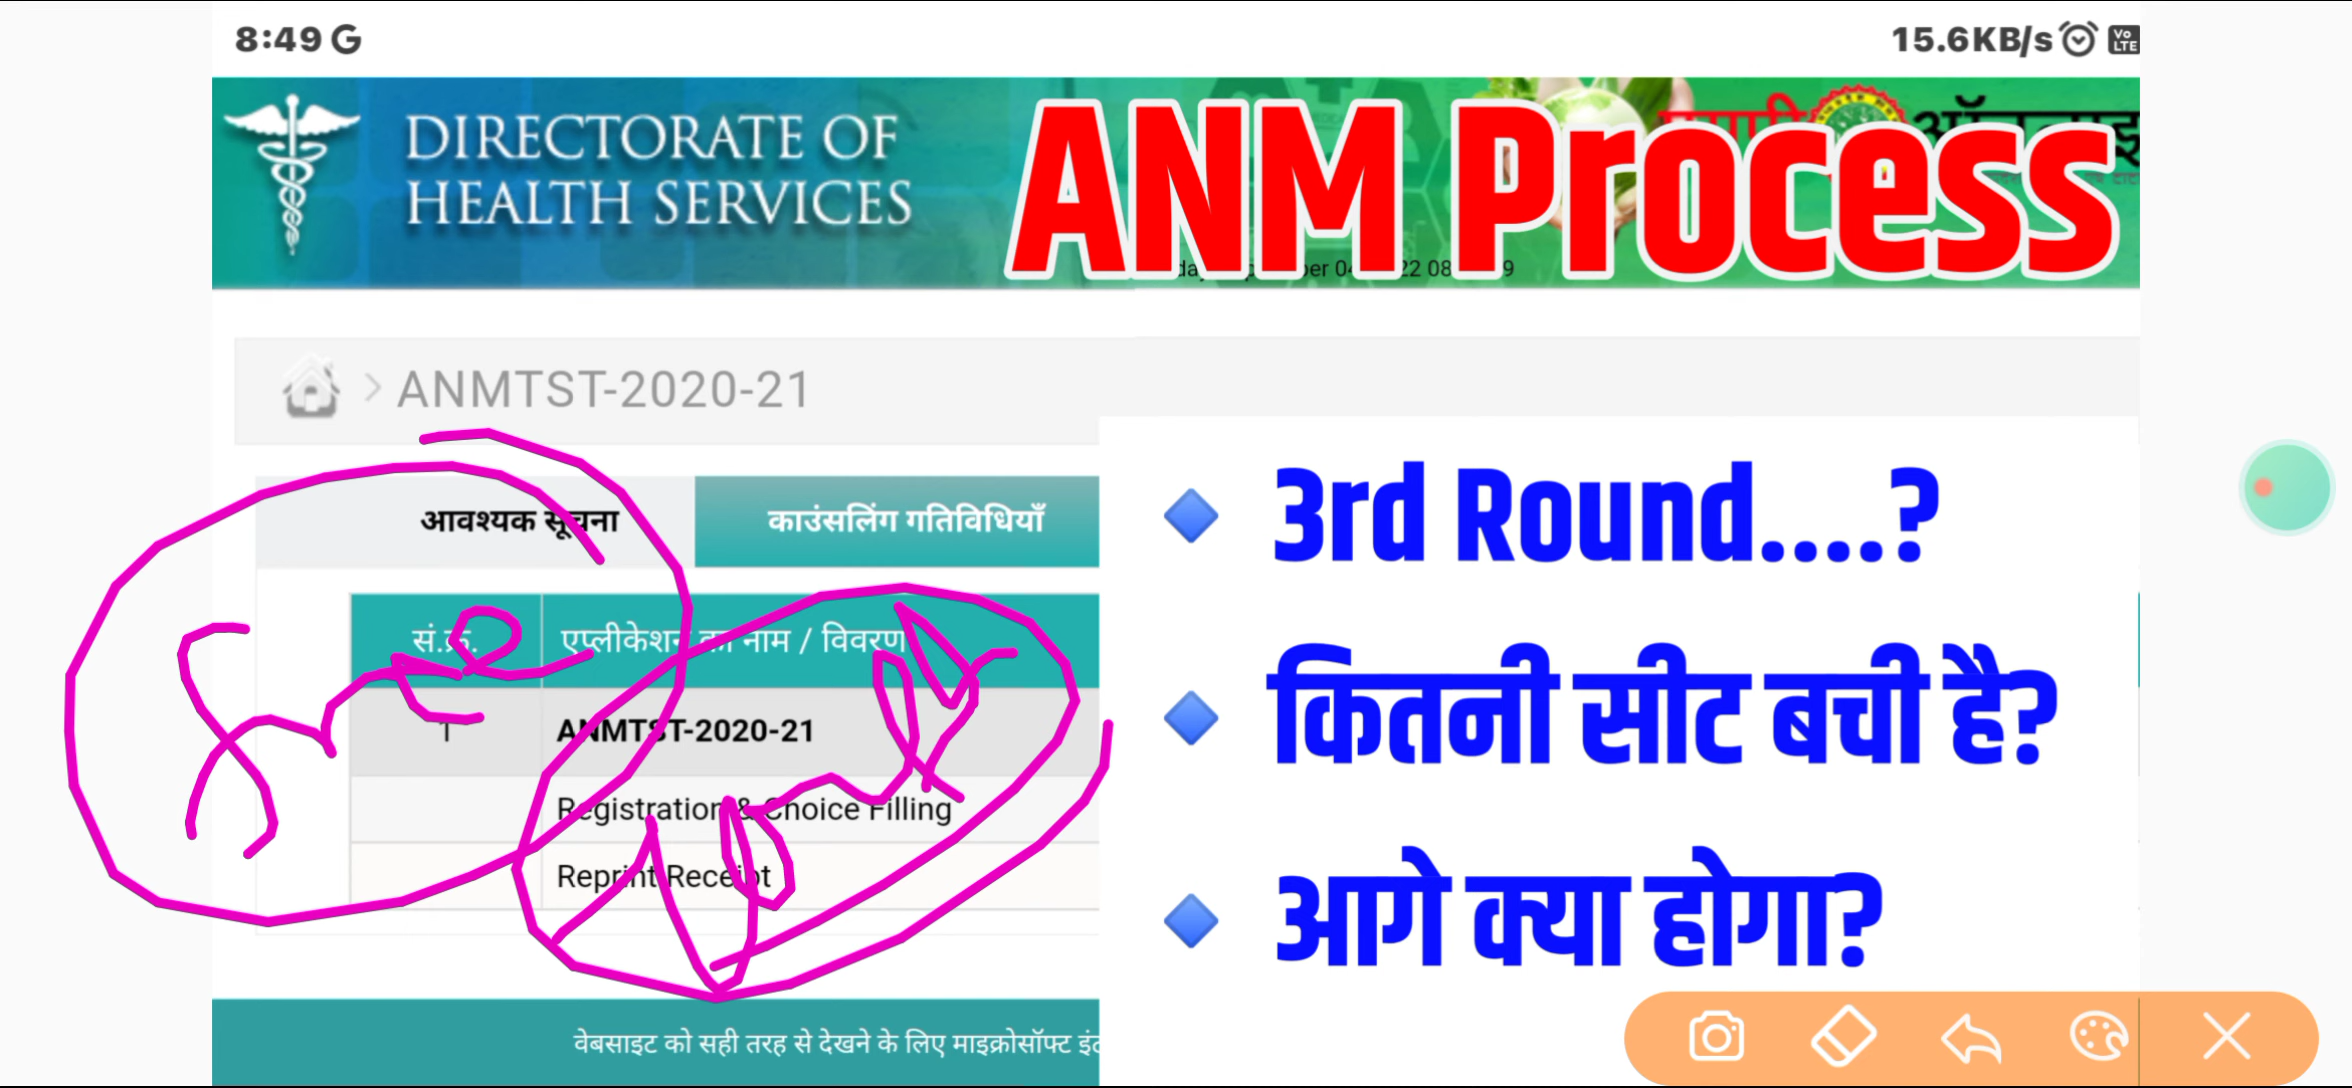 8:49 G
15.6KB/s Vo LTE
DIRECTORATE OF
HEALTH SERVICES
ANM Process
ANMTST-2020-21
आवश्यक सूचना
काउंसलिंग गतिविधियाँ
सं.क्र.
एप्लीकेशन का नाम / विवरण
1
ANMTST-2020-21
Registration & Choice Filling
Reprint Receipt
3rd Round....?
कितनी सीट बची है?
आगे क्या होगा?
वेबसाइट को सही तरह से देखने के लिए माइक्रोसॉफ्ट